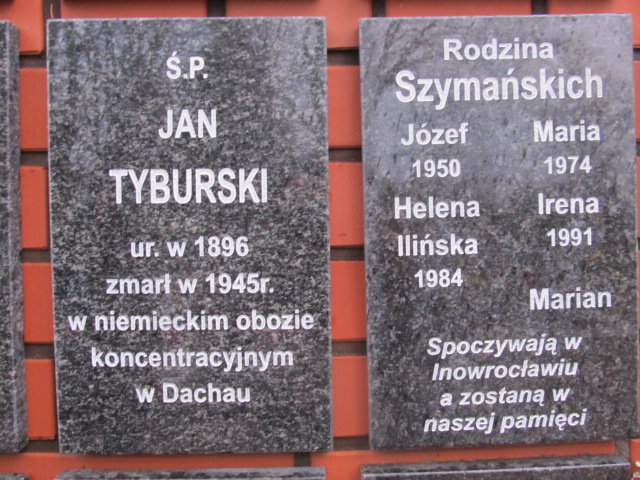 Ś.P.
JAN
TYBURSKI
ur. w 1896
zmarł w 1945r.
w niemieckim obozie
koncentracyjnym
w Dachau
Rodzina
Szymańskich
Józef Maria
1950 1974
Helena Irena
Ilińska 1991
1984
Marian
Spoczywają w
Inowrocławiu
a zostaną w
naszej pamięci